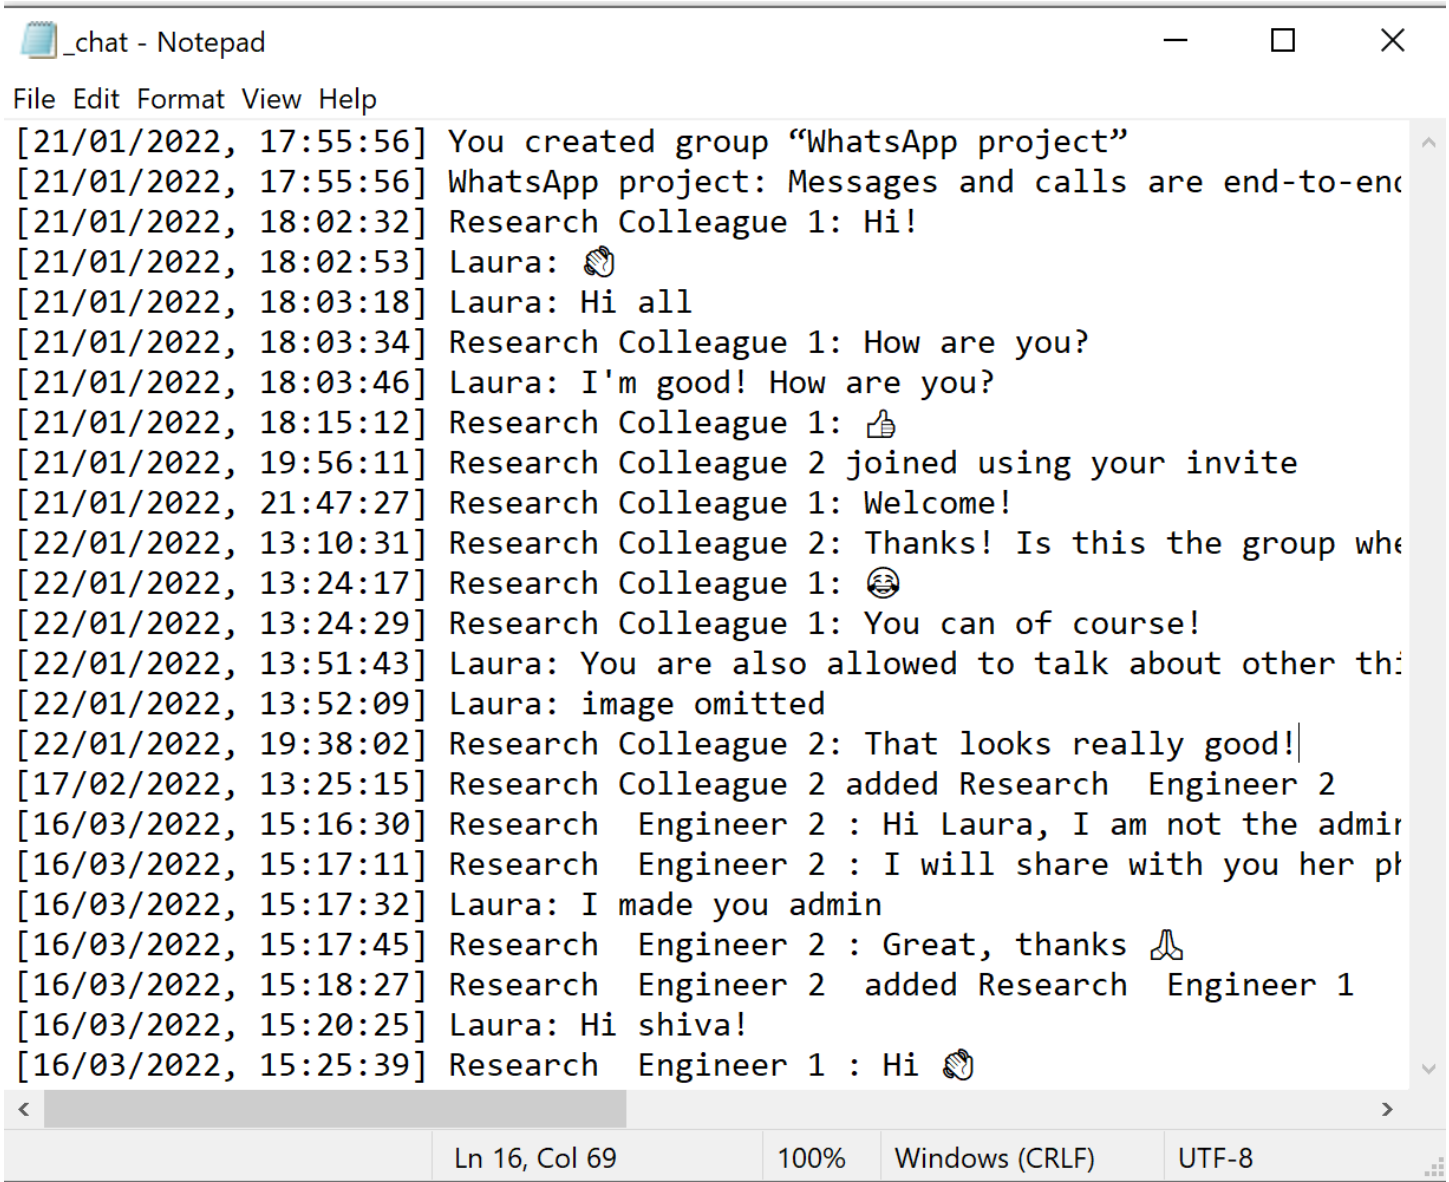 _chat - Notepad
File Edit Format View Help
[21/01/2022, 17:55:56] You created group “WhatsApp project”
[21/01/2022, 17:55:56] WhatsApp project: Messages and calls are end-to-end
[21/01/2022, 18:02:32] Research Colleague 1: Hi!
[21/01/2022, 18:02:53] Laura: 👋
[21/01/2022, 18:03:18] Laura: Hi all
[21/01/2022, 18:03:34] Research Colleague 1: How are you?
[21/01/2022, 18:03:46] Laura: I'm good! How are you?
[21/01/2022, 18:15:12] Research Colleague 1: 👍
[21/01/2022, 19:56:11] Research Colleague 2 joined using your invite
[21/01/2022, 21:47:27] Research Colleague 1: Welcome!
[22/01/2022, 13:10:31] Research Colleague 2: Thanks! Is this the group whe
[22/01/2022, 13:24:17] Research Colleague 1: 😂
[22/01/2022, 13:24:29] Research Colleague 1: You can of course!
[22/01/2022, 13:51:43] Laura: You are also allowed to talk about other thi
[22/01/2022, 13:52:09] Laura: image omitted
[22/01/2022, 19:38:02] Research Colleague 2: That looks really good!
[17/02/2022, 13:25:15] Research Colleague 2 added Research  Engineer 2
[16/03/2022, 15:16:30] Research  Engineer 2 : Hi Laura, I am not the admin
[16/03/2022, 15:17:11] Research  Engineer 2 : I will share with you her ph
[16/03/2022, 15:17:32] Laura: I made you admin
[16/03/2022, 15:17:45] Research  Engineer 2 : Great, thanks 🙏
[16/03/2022, 15:18:27] Research  Engineer 2  added Research  Engineer 1
[16/03/2022, 15:20:25] Laura: Hi shiva!
[16/03/2022, 15:25:39] Research  Engineer 1 : Hi 👋
Ln 16, Col 69
100%
Windows (CRLF)
UTF-8